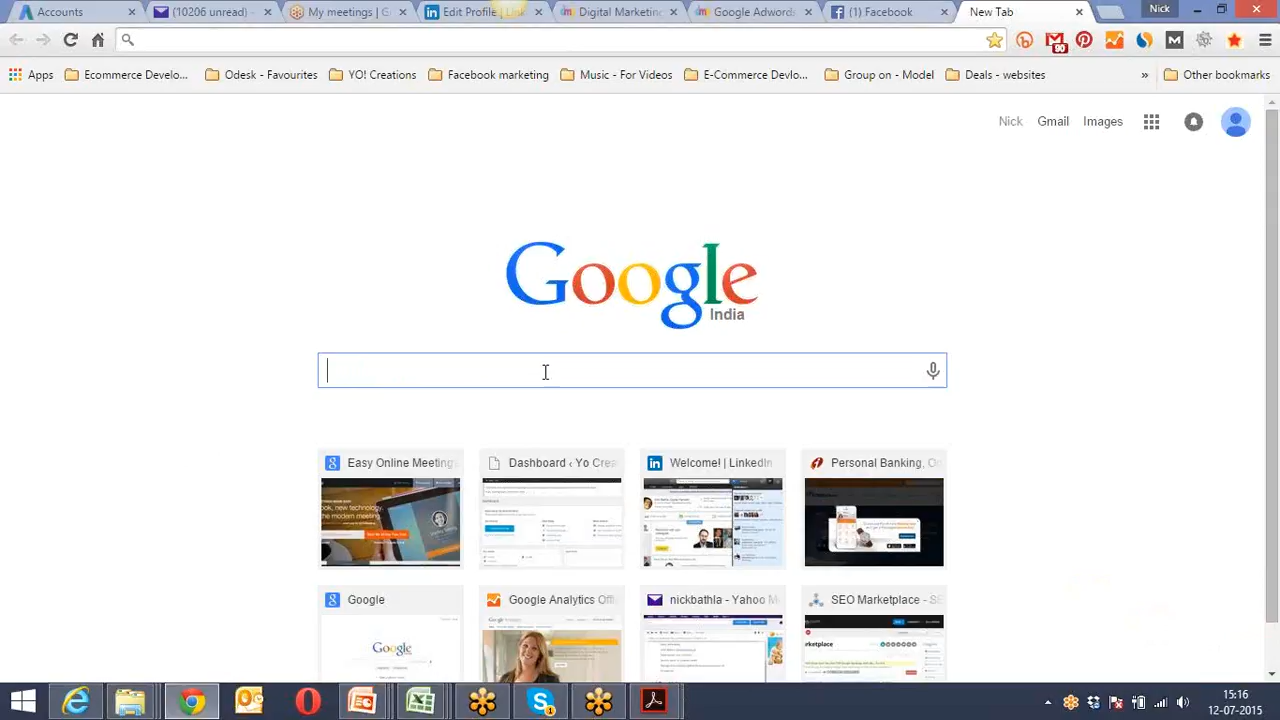 Accounts
(10206 unread) -
My meetings | G
Edit Profile | Link
Digital Marketing
Google Adwords
(1) Facebook
New Tab
Nick
90
Apps
Ecommerce Develo...
Odesk - Favourites
YO! Creations
Facebook marketing
Music - For Videos
E-Commerce Devlo...
Group on - Model
Deals - websites
»
Other bookmarks
Nick
Gmail
Images
Google
India
Easy Online Meeting
Dashboard ‹ Yo Crea
Welcome! | LinkedIn
Personal Banking, On
Google
Google Analytics Offi
nickbathla - Yahoo M
SEO Marketplace - SE
15:16
12-07-2015